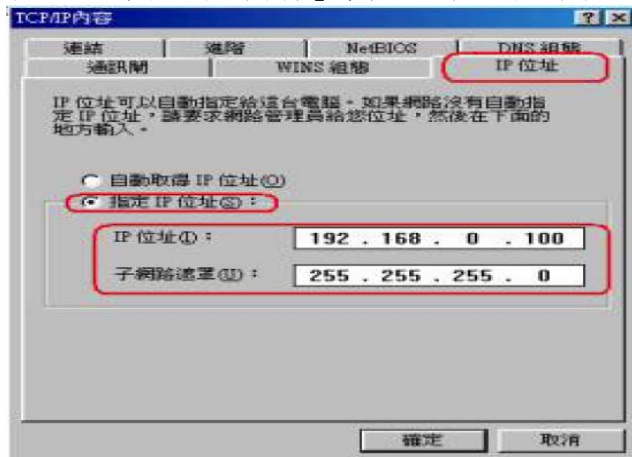 TCP/IP內容
連結 進階 NetBIOS DNS 組態
通訊閘 WINS 組態 IP 位址
IP 位址可以自動指定給這台電腦。如果網路沒有自動指
定 IP 位址，請要求網路管理員給您位址，然後在下面的
地方輸入。
自動取得 IP 位址(O)
指定 IP 位址(S)：
IP 位址(I)： 192 . 168 . 0 . 100
子網路遮罩(U)： 255 . 255 . 255 . 0
確定 取消